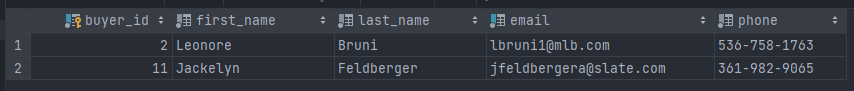 buyer_id first_name last_name email phone
1 2 Leonore Bruni lbruni1@mlb.com 536-758-1763
2 11 Jackelyn Feldberger jfeldbergera@slate.com 361-982-9065